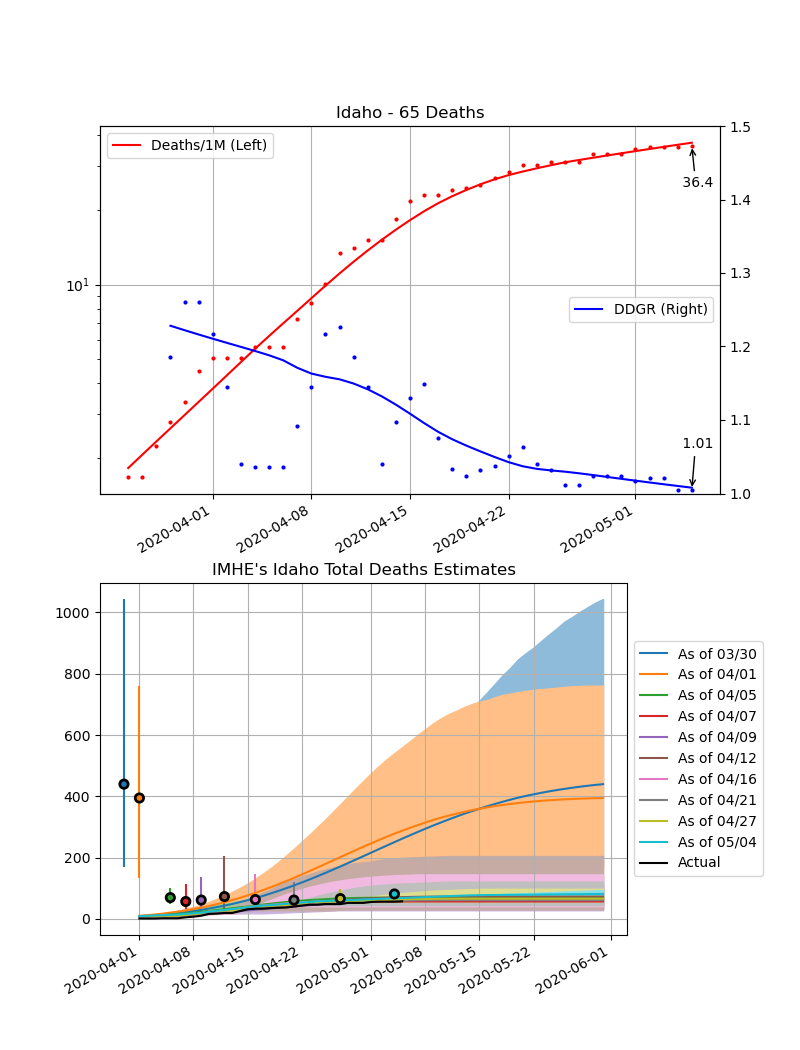 Idaho - 65 Deaths
Deaths/1M (Left)
1.5
36.4
1.4
1.3
10^1
DDGR (Right)
1.2
1.1
1.01
1.0
2020-04-01
2020-04-08
2020-04-15
2020-04-22
2020-05-01
IMHE's Idaho Total Deaths Estimates
1000
800
600
400
200
0
As of 03/30
As of 04/01
As of 04/05
As of 04/07
As of 04/09
As of 04/12
As of 04/16
As of 04/21
As of 04/27
As of 05/04
Actual
2020-04-01
2020-04-08
2020-04-15
2020-04-22
2020-05-01
2020-05-08
2020-05-15
2020-05-22
2020-06-01